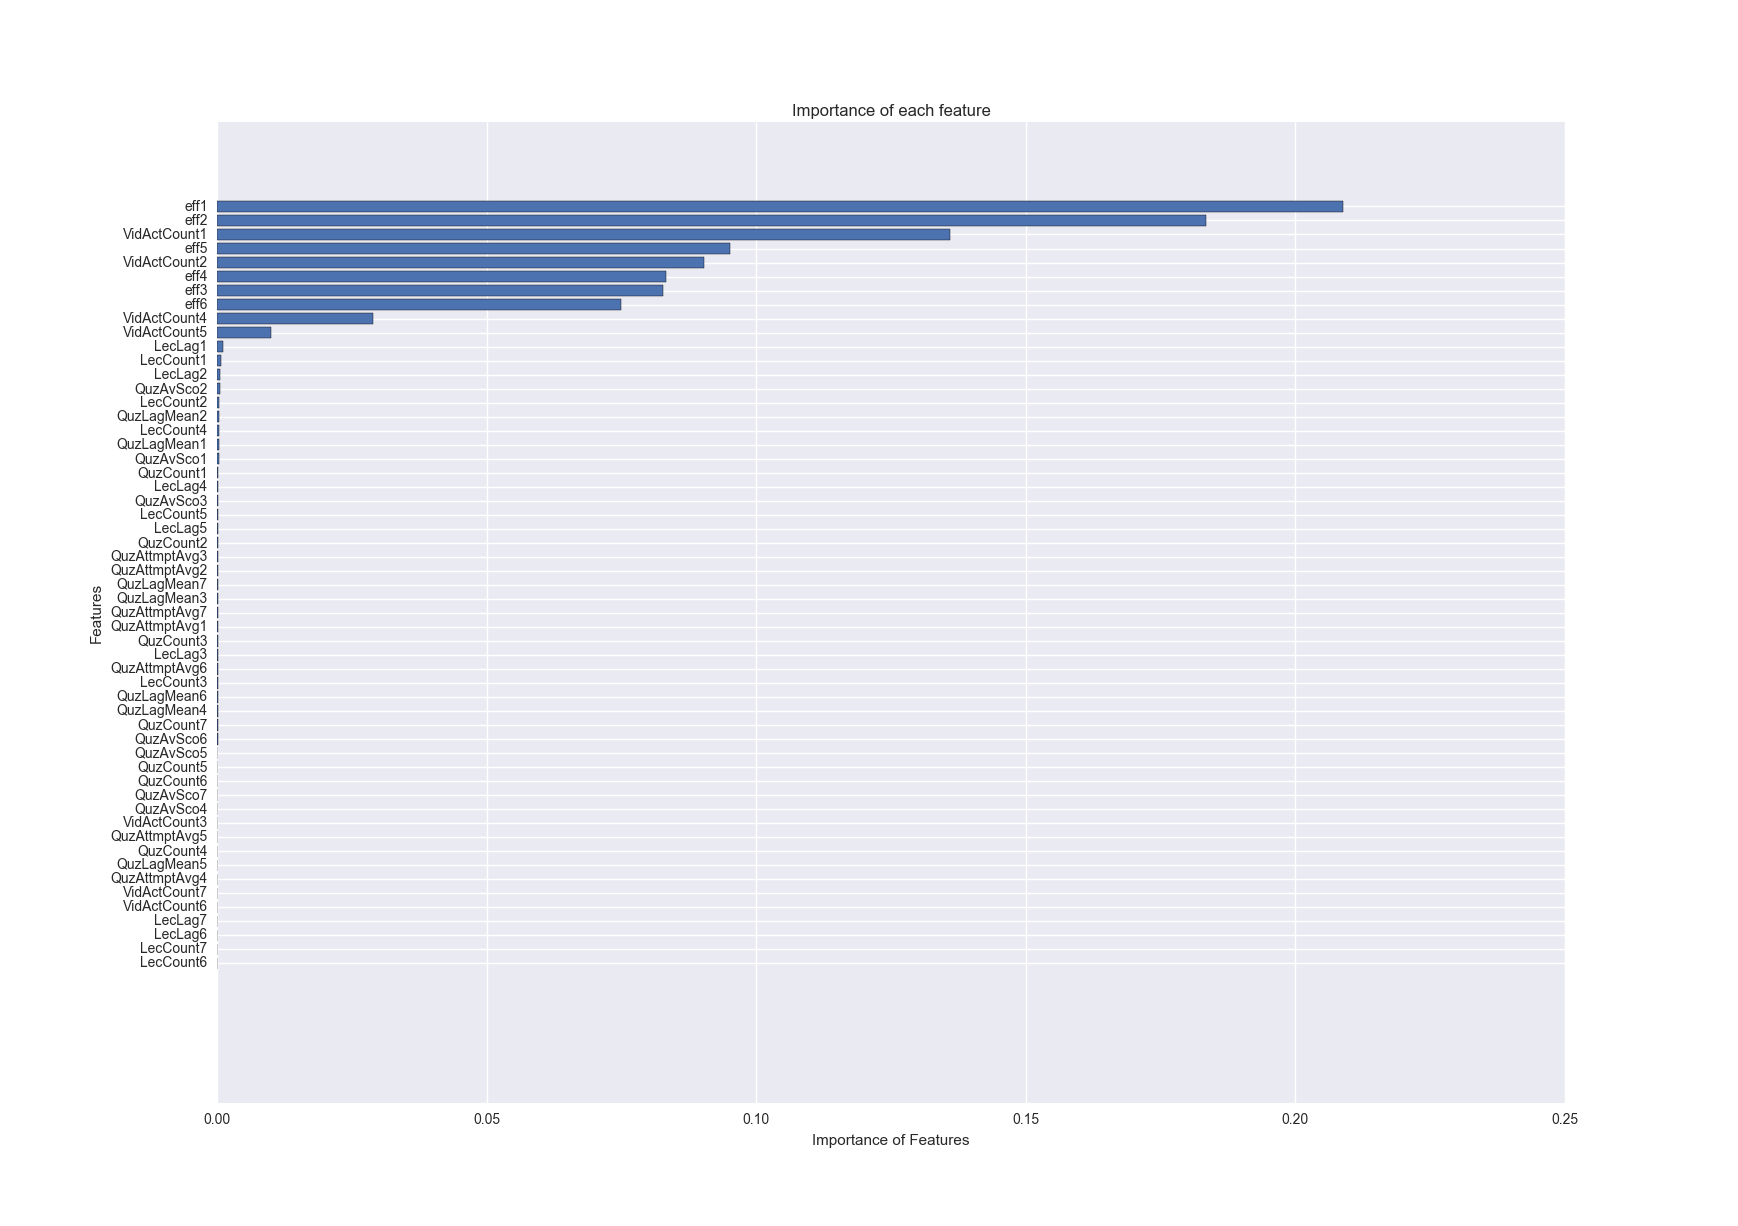 Importance of each feature
eff1
eff2
VidActCount1
eff5
VidActCount2
eff4
eff3
eff6
VidActCount4
VidActCount5
LecLag1
LecCount1
LecLag2
QuzAvSco2
LecCount2
QuzLagMean2
LecCount4
QuzLagMean1
QuzAvSco1
QuzCount1
LecLag4
QuzAvSco3
LecCount5
LecLag5
QuzCount2
QuzAttmptAvg3
QuzAttmptAvg2
QuzLagMean7
QuzLagMean3
QuzAttmptAvg7
QuzAttmptAvg1
QuzCount3
LecLag3
QuzAttmptAvg6
LecCount3
QuzLagMean6
QuzLagMean4
QuzCount7
QuzAvSco6
QuzAvSco5
QuzCount5
QuzCount6
QuzAvSco7
QuzAvSco4
VidActCount3
QuzAttmptAvg5
QuzCount4
QuzLagMean5
QuzAttmptAvg4
VidActCount7
VidActCount6
LecLag7
LecLag6
LecCount7
LecCount6
Features
0.00 0.05 0.10 0.15 0.20 0.25
Importance of Features